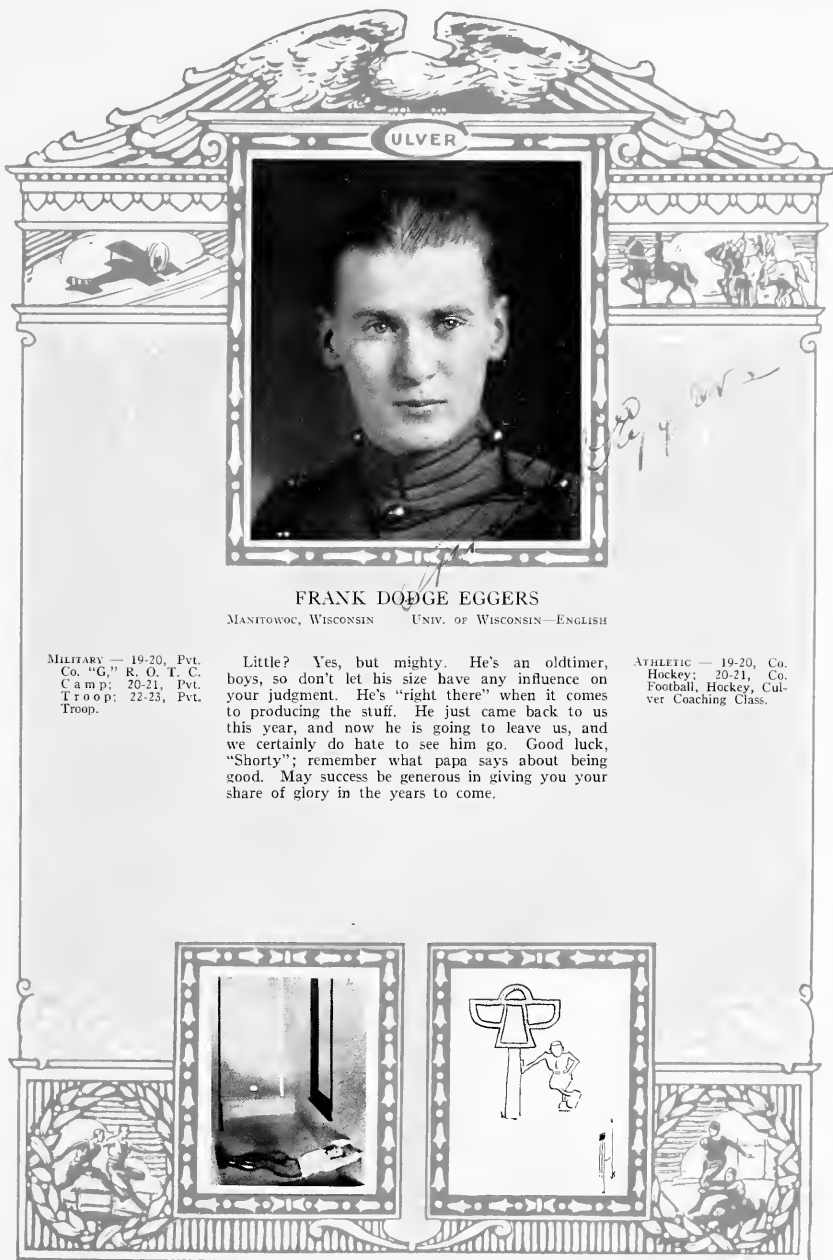 CULVER
FRANK DODGE EGGERS
MANITOWOC, WISCONSIN UNIV. OF WISCONSIN—ENGLISH
MILITARY — 19-20, Pvt.
Co. "G," R. O. T. C.
Camp; 20-21, Pvt.
Troop; 22-23, Pvt.
Troop.
Little? Yes, but mighty. He's an oldtimer,
boys, so don't let his size have any influence on
your judgment. He's "right there" when it comes
to producing the stuff. He just came back to us
this year, and now he is going to leave us, and
we certainly do hate to see him go. Good luck,
"Shorty"; remember what papa says about being
good. May success be generous in giving you your
share of glory in the years to come.
ATHLETIC — 19-20, Co.
Hockey; 20-21, Co.
Football, Hockey, Cul-
ver Coaching Class.